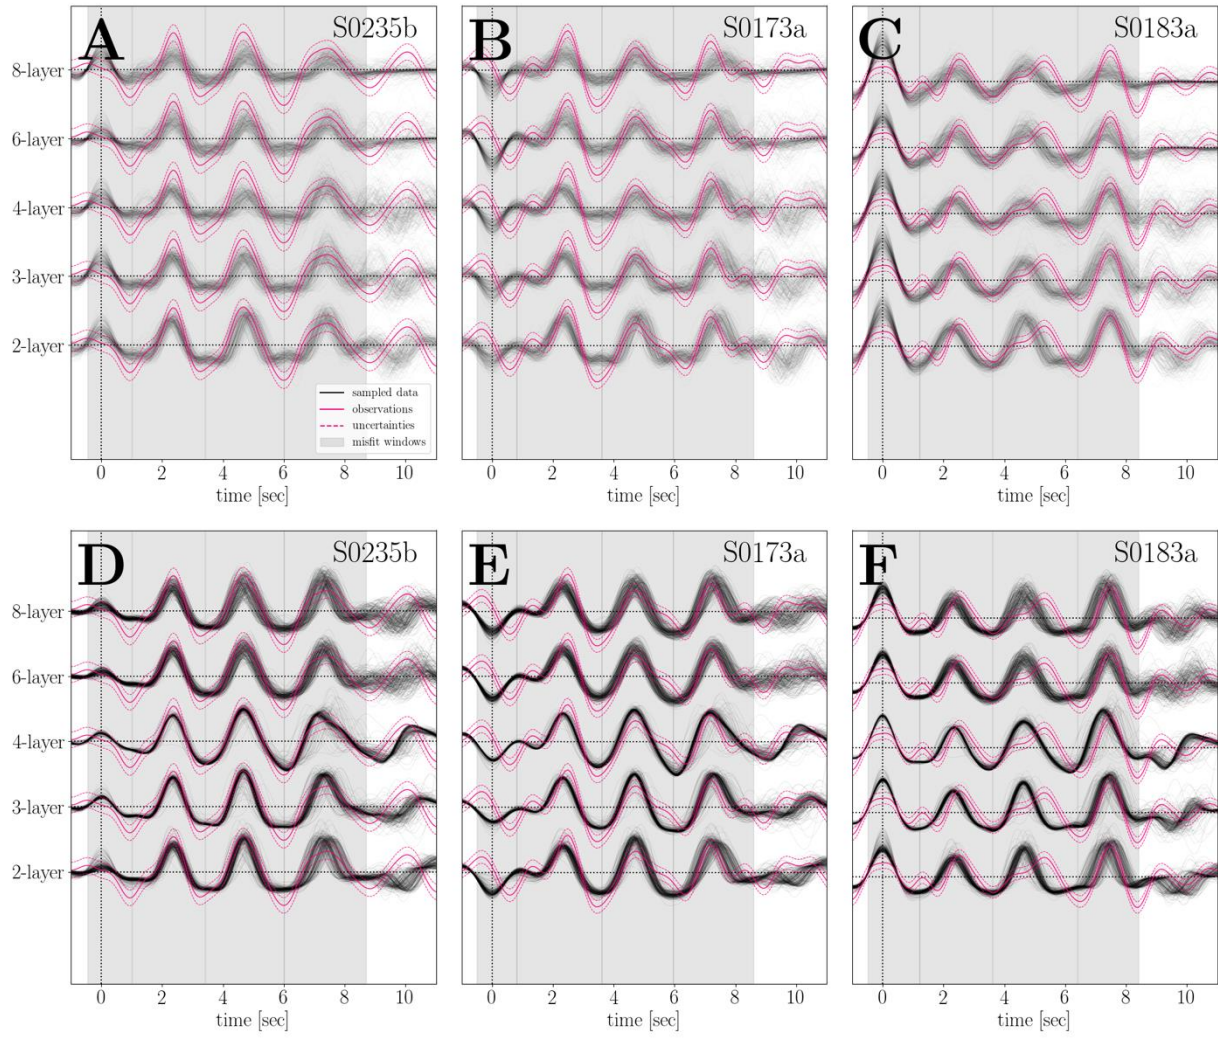 A
S0235b
8-layer
6-layer
4-layer
3-layer
2-layer
sampled data
observations
uncertainties
misfit windows
0 2 4 6 8 10
time [sec]
B
S0173a
0 2 4 6 8 10
time [sec]
C
S0183a
0 2 4 6 8 10
time [sec]
D
S0235b
8-layer
6-layer
4-layer
3-layer
2-layer
0 2 4 6 8 10
time [sec]
E
S0173a
0 2 4 6 8 10
time [sec]
F
S0183a
0 2 4 6 8 10
time [sec]